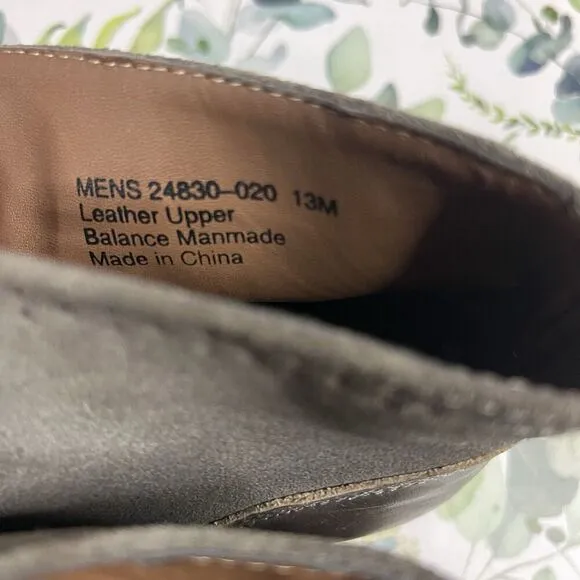 MENS 24830-020 13M
Leather Upper
Balance Manmade
Made in China